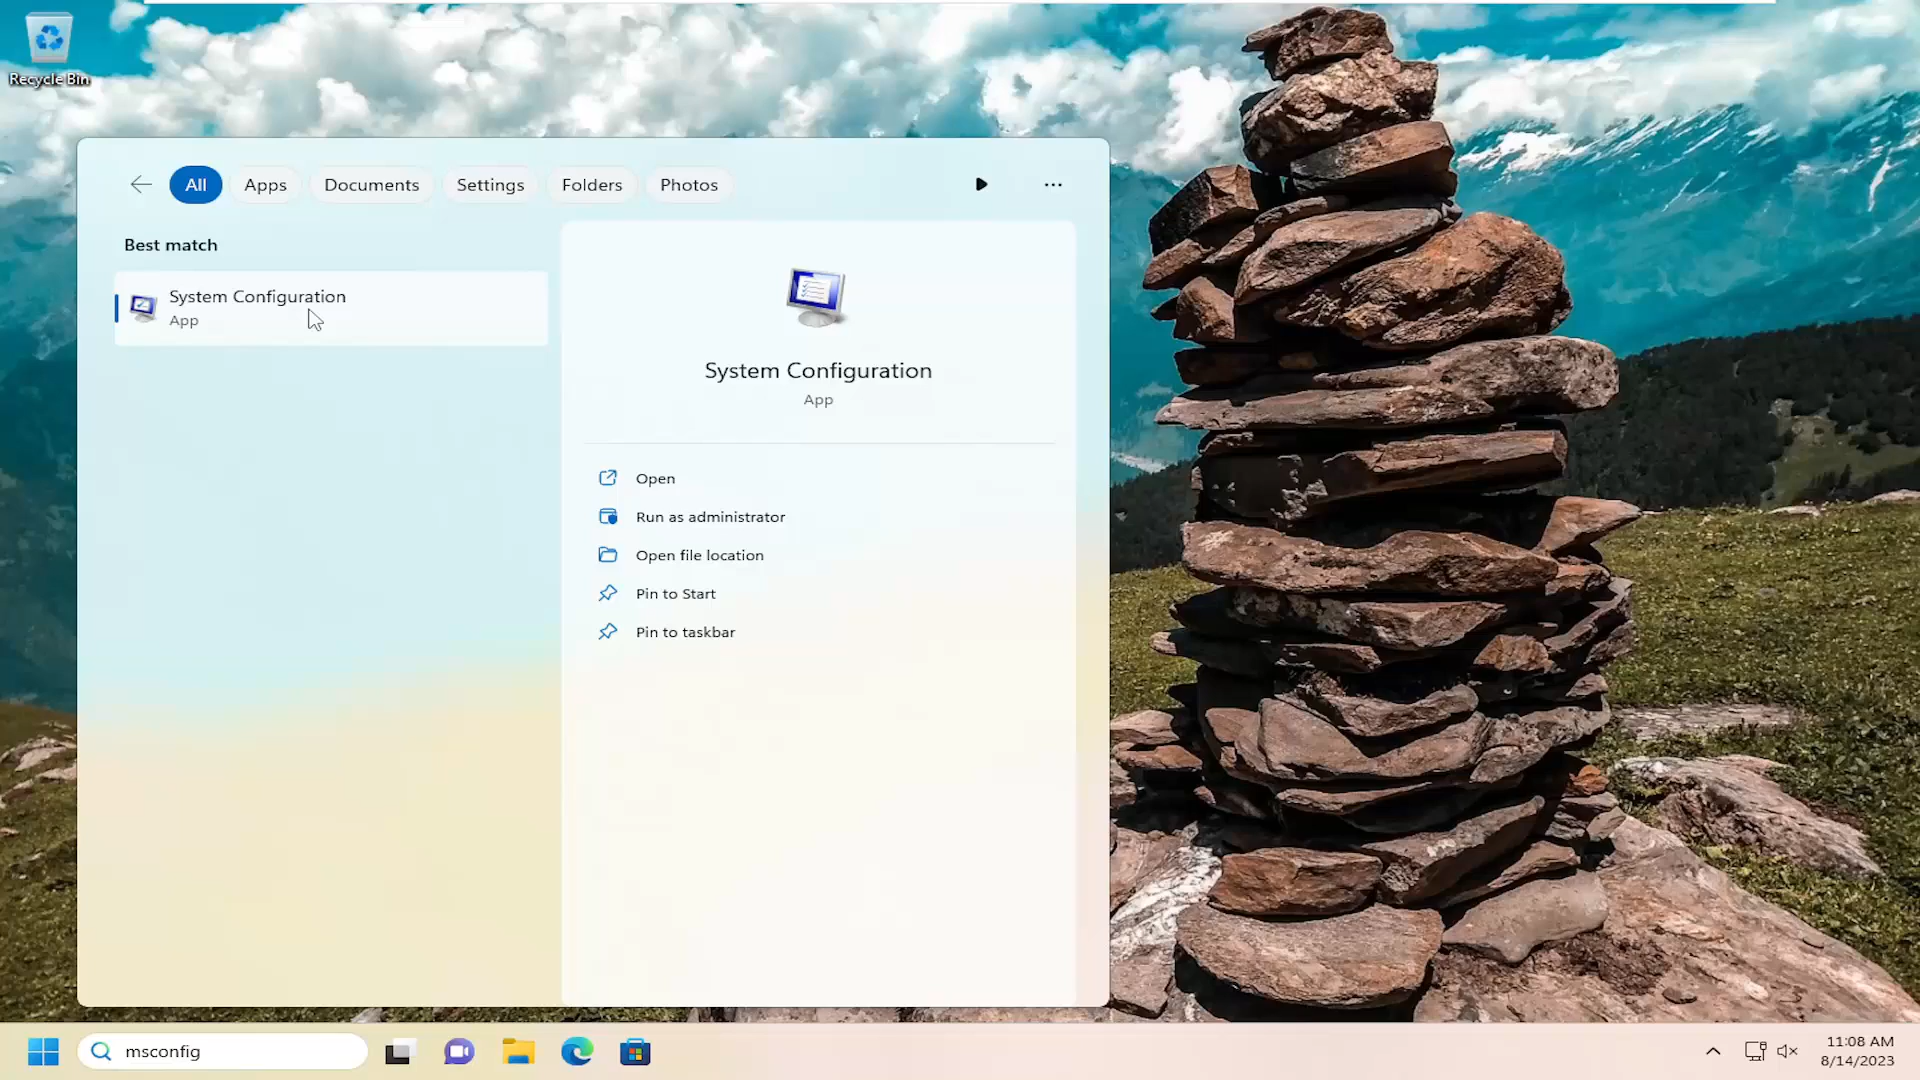 Recycle Bin
All
Apps
Documents
Settings
Folders
Photos
Best match
System Configuration
App
System Configuration
App
Open
Run as administrator
Open file location
Pin to Start
Pin to taskbar
msconfig
11:08 AM
8/14/2023